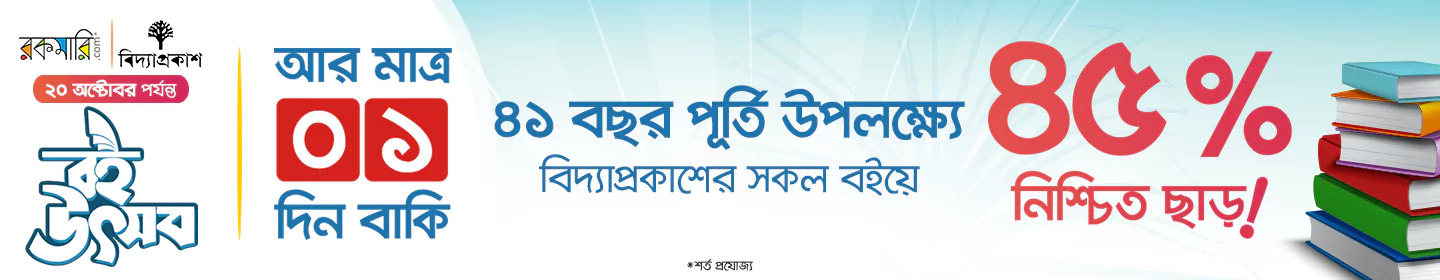 রকমারি.com
বিদ্যাপ্রকাশ
২০ অক্টোবর পর্যন্ত
বই
উৎসব
আর মাত্র
০১
দিন বাকি
৪১ বছর পূর্তি উপলক্ষ্যে
বিদ্যাপ্রকাশের সকল বইয়ে
৪৫%
নিশ্চিত ছাড়!
*শর্ত প্রযোজ্য